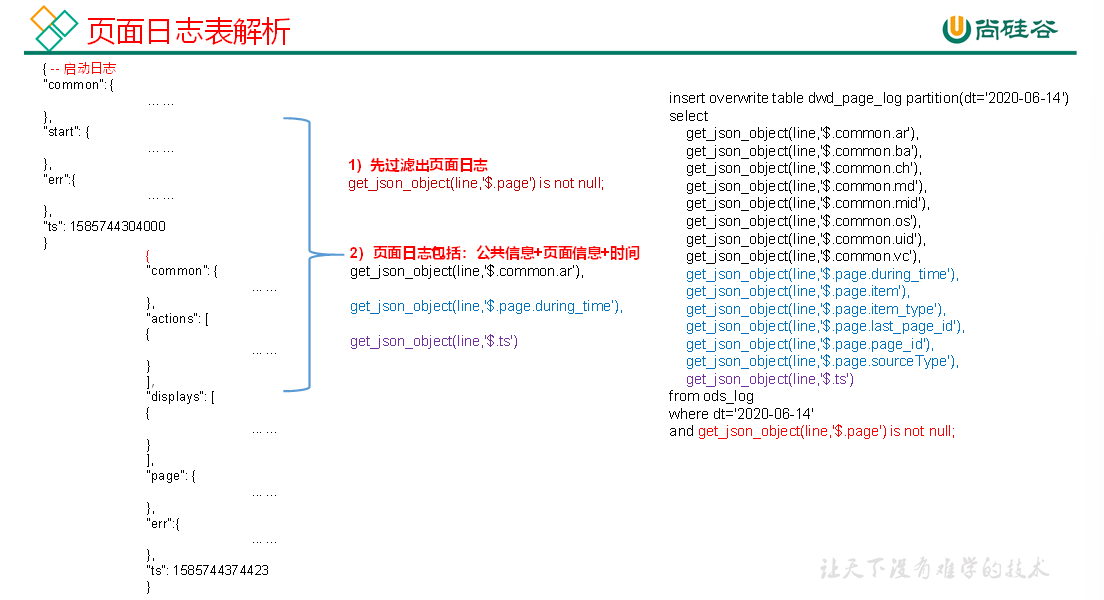 页面日志表解析
尚硅谷
{ -- 启动日志
"common": {
... ...
},
"start": {
... ...
},
"err":{
... ...
},
"ts": 1585744304000
}
{
"common": {
... ...
},
"actions": [
{
... ...
}
],
"displays": [
{
... ...
}
],
"page": {
... ...
},
"err":{
... ...
},
"ts": 1585744374423
}
1）先过滤出页面日志
get_json_object(line,'$.page') is not null;
2）页面日志包括：公共信息+页面信息+时间
get_json_object(line,'$.common.ar'),
get_json_object(line,'$.page.during_time'),
get_json_object(line,'$.ts')
insert overwrite table dwd_page_log partition(dt='2020-06-14')
select
get_json_object(line,'$.common.ar'),
get_json_object(line,'$.common.ba'),
get_json_object(line,'$.common.ch'),
get_json_object(line,'$.common.md'),
get_json_object(line,'$.common.mid'),
get_json_object(line,'$.common.os'),
get_json_object(line,'$.common.uid'),
get_json_object(line,'$.common.vc'),
get_json_object(line,'$.page.during_time'),
get_json_object(line,'$.page.item'),
get_json_object(line,'$.page.item_type'),
get_json_object(line,'$.page.last_page_id'),
get_json_object(line,'$.page.page_id'),
get_json_object(line,'$.page.sourceType'),
get_json_object(line,'$.ts')
from ods_log
where dt='2020-06-14'
and get_json_object(line,'$.page') is not null;
让天下没有难学的技术